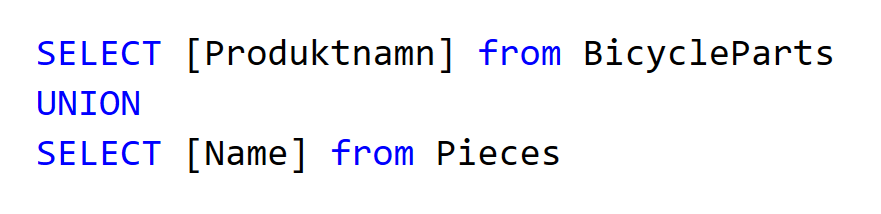 SELECT [Produktnamn] from BicycleParts
UNION
SELECT [Name] from Pieces